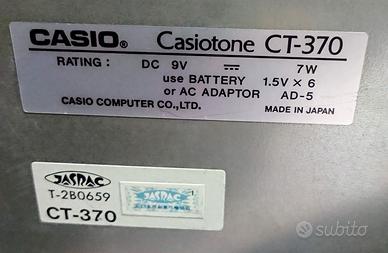 CASIO® Casiotone CT-370
RATING: DC 9V ⎓ 7W
use BATTERY 1.5V × 6
or AC ADAPTOR AD-5
CASIO COMPUTER CO.,LTD. MADE IN JAPAN
JASRAC
T-2B0659
CT-370
subito